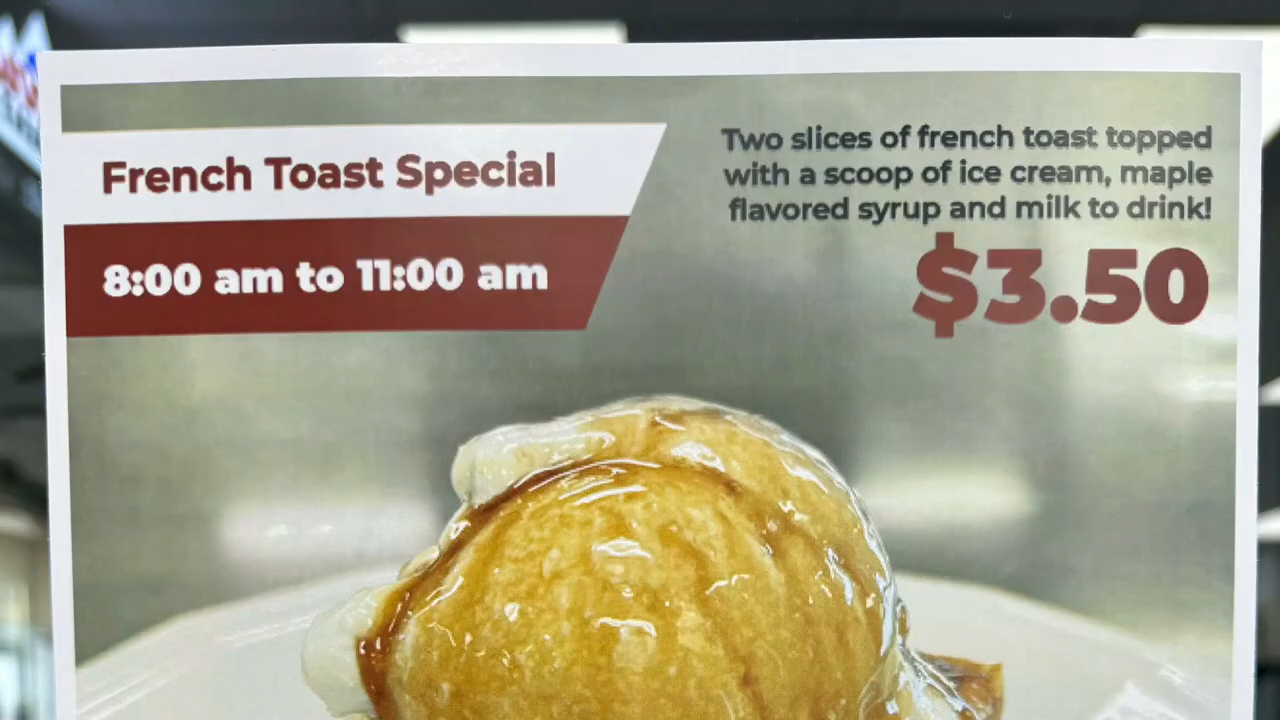 French Toast Special
8:00 am to 11:00 am
Two slices of french toast topped
with a scoop of ice cream, maple
flavored syrup and milk to drink!
$3.50